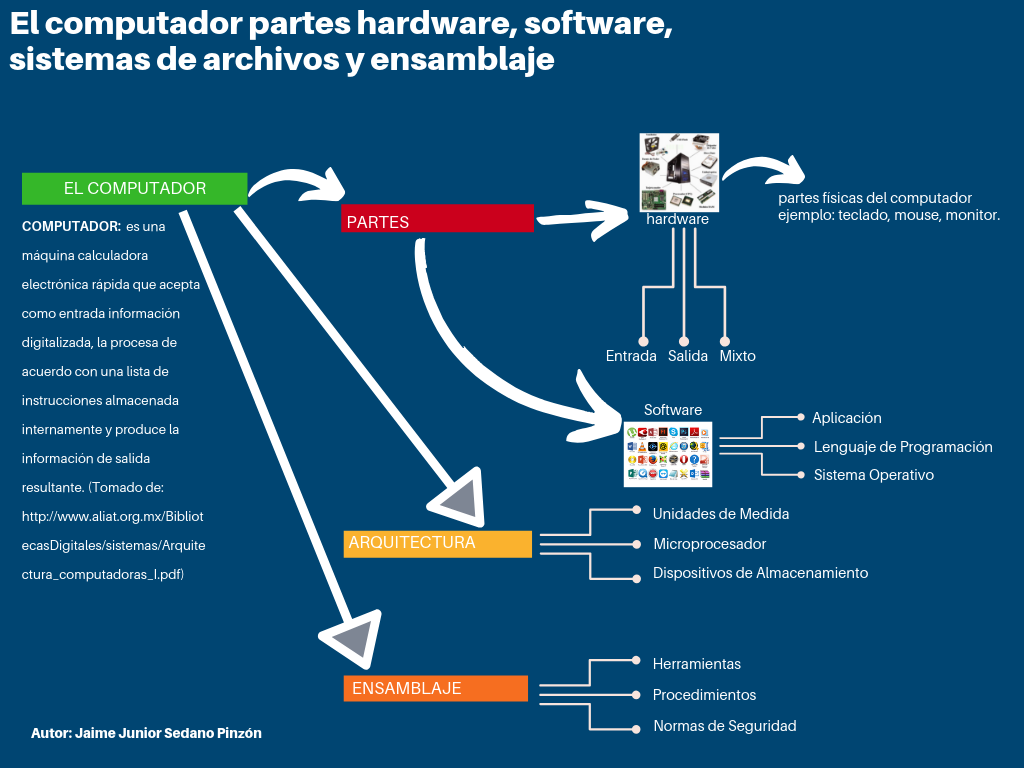 El computador partes hardware, software,
sistemas de archivos y ensamblaje
EL COMPUTADOR
COMPUTADOR: es una
máquina calculadora
electrónica rápida que acepta
como entrada información
digitalizada, la procesa de
acuerdo con una lista de
instrucciones almacenada
internamente y produce la
información de salida
resultante. (Tomado de:
http://www.aliat.org.mx/Bibliot
ecasDigitales/sistemas/Arquite
ctura_computadoras_I.pdf)
PARTES
hardware
partes físicas del computador
ejemplo: teclado, mouse, monitor.
Entrada Salida Mixto
Software
Aplicación
Lenguaje de Programación
Sistema Operativo
ARQUITECTURA
Unidades de Medida
Microprocesador
Dispositivos de Almacenamiento
ENSAMBLAJE
Herramientas
Procedimientos
Normas de Seguridad
Autor: Jaime Junior Sedano Pinzón